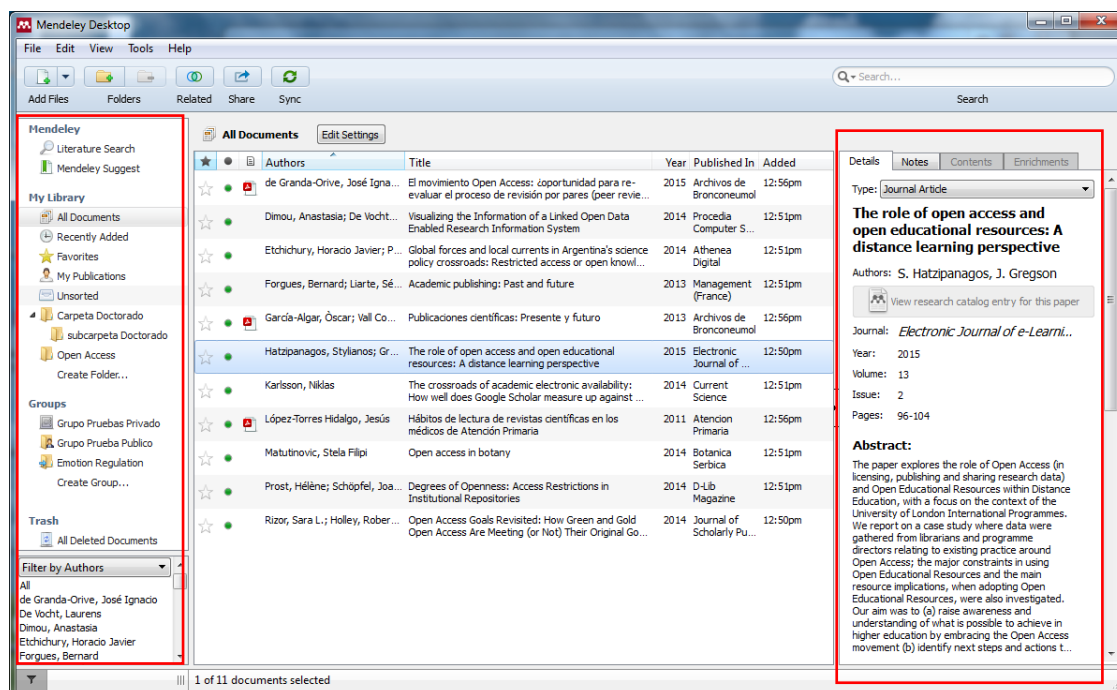 Mendeley Desktop
File Edit View Tools Help
Search...
Add Files Folders Related Share Sync Search
Mendeley
Literature Search
Mendeley Suggest
My Library
All Documents
Recently Added
Favorites
My Publications
Unsorted
Carpeta Doctorado
subcarpeta Doctorado
Open Access
Create Folder...
Groups
Grupo Pruebas Privado
Grupo Prueba Publico
Emotion Regulation
Create Group...
Trash
All Deleted Documents
Filter by Authors
All
de Granda-Orive, José Ignacio
De Vocht, Laurens
Dimou, Anastasia
Etchichury, Horacio Javier
Forgues, Bernard
All Documents Edit Settings
Authors Title Year Published In Added
de Granda-Orive, José Igna... El movimiento Open Access: ¿oportunidad para re- 2015 Archivos de 12:56pm
evaluar el proceso de revisión por pares (peer revie... Bronconeumol
Dimou, Anastasia; De Vocht... Visualizing the Information of a Linked Open Data 2014 Procedia 12:51pm
Enabled Research Information System Computer S...
Etchichury, Horacio Javier; P... Global forces and local currents in Argentina's science 2014 Athenea 12:51pm
policy crossroads: Restricted access or open knowl... Digital
Forgues, Bernard; Liarte, Sé... Academic publishing: Past and future 2013 Management 12:51pm
(France)
García-Algar, Òscar; Vall Co... Publicaciones científicas: Presente y futuro 2013 Archivos de 12:56pm
Bronconeumol
Hatzipanagos, Stylianos; Gr... The role of open access and open educational 2015 Electronic 12:50pm
resources: A distance learning perspective Journal of ...
Karlsson, Niklas The crossroads of academic electronic availability: 2014 Current 12:51pm
How well does Google Scholar measure up against ... Science
López-Torres Hidalgo, Jesús Hábitos de lectura de revistas científicas en los 2011 Atencion 12:56pm
médicos de Atención Primaria Primaria
Matutinovic, Stela Filipi Open access in botany 2014 Botanica 12:51pm
Serbica
Prost, Hélène; Schöpfel, Joa... Degrees of Openness: Access Restrictions in 2014 D-Lib 12:51pm
Institutional Repositories Magazine
Rizor, Sara L.; Holley, Rober... Open Access Goals Revisited: How Green and Gold 2014 Journal of 12:50pm
Open Access Are Meeting (or Not) Their Original Go... Scholarly Pu...
Details Notes Contents Enrichments
Type: Journal Article
The role of open access and
open educational resources: A
distance learning perspective
Authors: S. Hatzipanagos, J. Gregson
View research catalog entry for this paper
Journal: Electronic Journal of e-Learni...
Year: 2015
Volume: 13
Issue: 2
Pages: 96-104
Abstract:
The paper explores the role of Open Access (in
licensing, publishing and sharing research data)
and Open Educational Resources within Distance
Education, with a focus on the context of the
University of London International Programmes.
We report on a case study where data were
gathered from librarians and programme
directors relating to existing practice around
Open Access; the major constraints in using
Open Educational Resources and the main
resource implications, when adopting Open
Educational Resources, were also investigated.
Our aim was to (a) raise awareness and
understanding of what is possible to achieve in
higher education by embracing the Open Access
movement (b) identify next steps and actions t...
1 of 11 documents selected